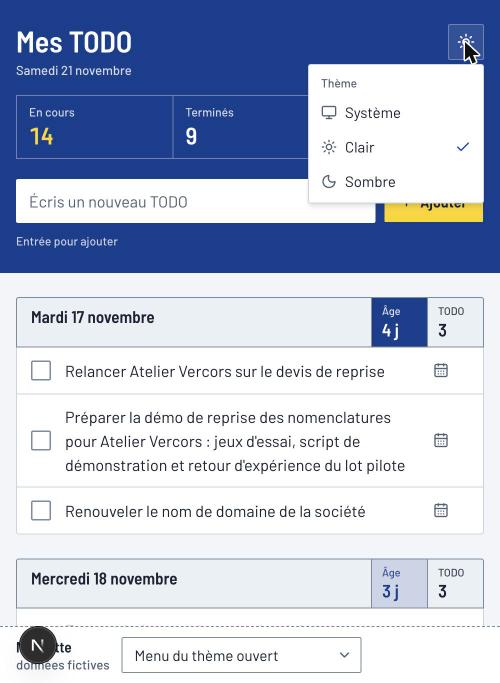 Mes TODO
Samedi 21 novembre
En cours
14
Terminés
9
Thème
Système
Clair
Sombre
Écris un nouveau TODO
Ajouter
Entrée pour ajouter
Mardi 17 novembre
Âge
4 j
TODO
3
Relancer Atelier Vercors sur le devis de reprise
Préparer la démo de reprise des nomenclatures
pour Atelier Vercors : jeux d'essai, script de
démonstration et retour d'expérience du lot pilote
Renouveler le nom de domaine de la société
Mercredi 18 novembre
Âge
3 j
TODO
3
N
données fictives
Menu du thème ouvert